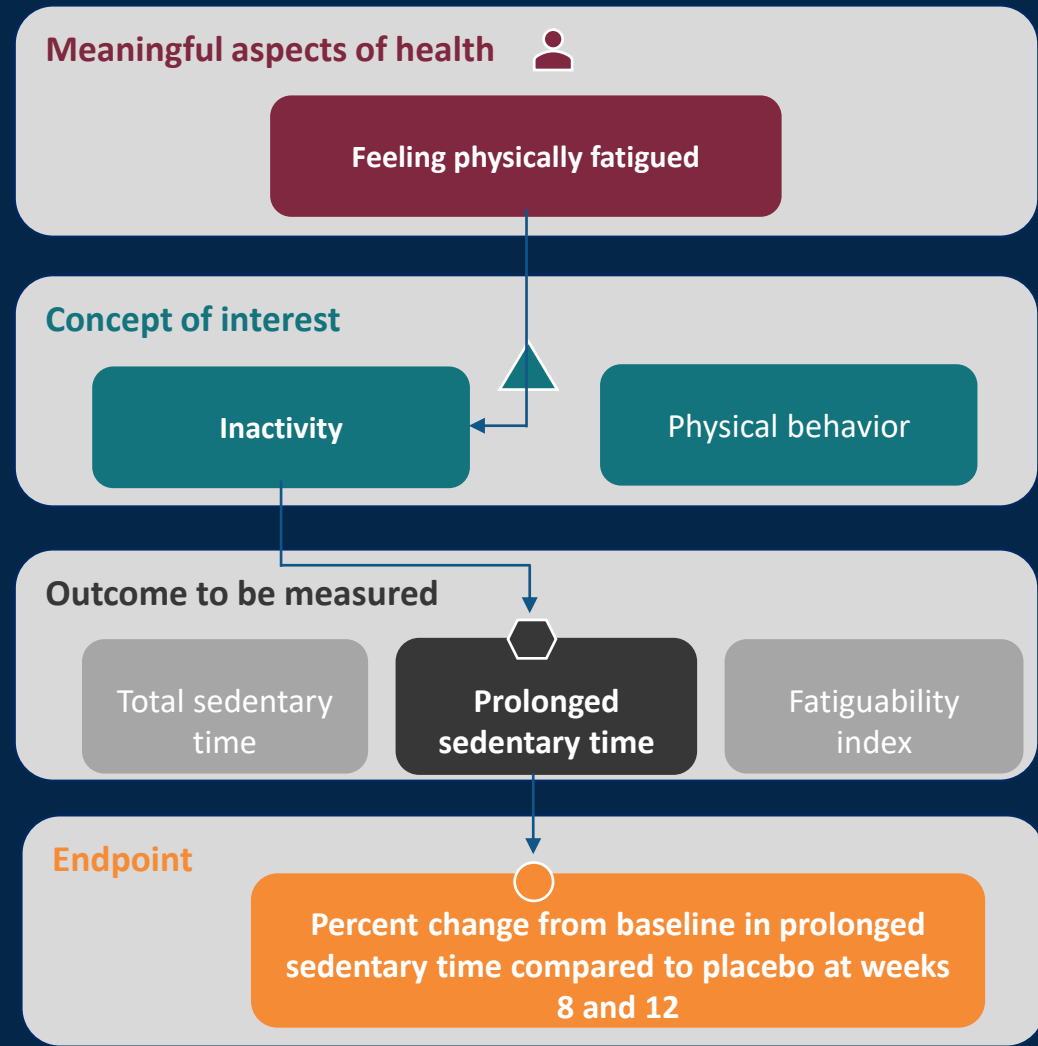 Meaningful aspects of health
Feeling physically fatigued
Concept of interest
Inactivity
Physical behavior
Outcome to be measured
Total sedentary
time
Prolonged
sedentary time
Fatiguability
index
Endpoint
Percent change from baseline in prolonged
sedentary time compared to placebo at weeks
8 and 12